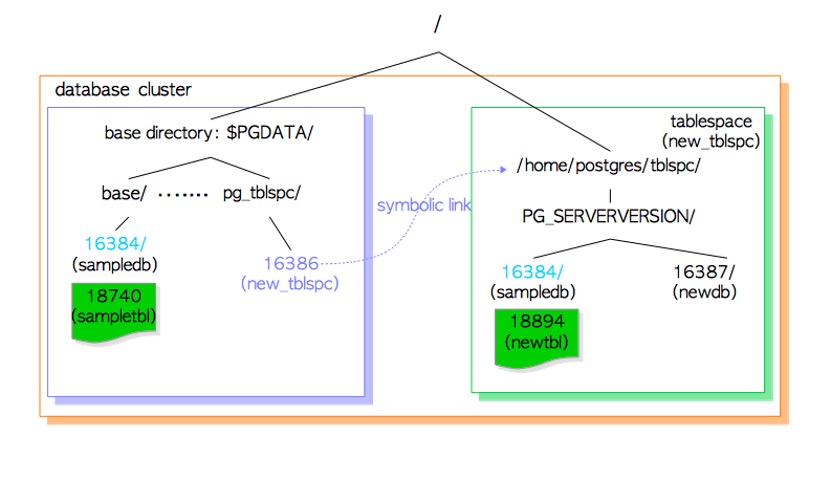 /
database cluster
base directory: $PGDATA/
base/ ....... pg_tblspc/
16384/
(sampledb)
18740
(sampletbl)
16386
(new_tblspc)
symbolic link
tablespace
(new_tblspc)
/home/postgres/tblspc/
PG_SERVERVERSION/
16384/
(sampledb)
18894
(newtbl)
16387/
(newdb)